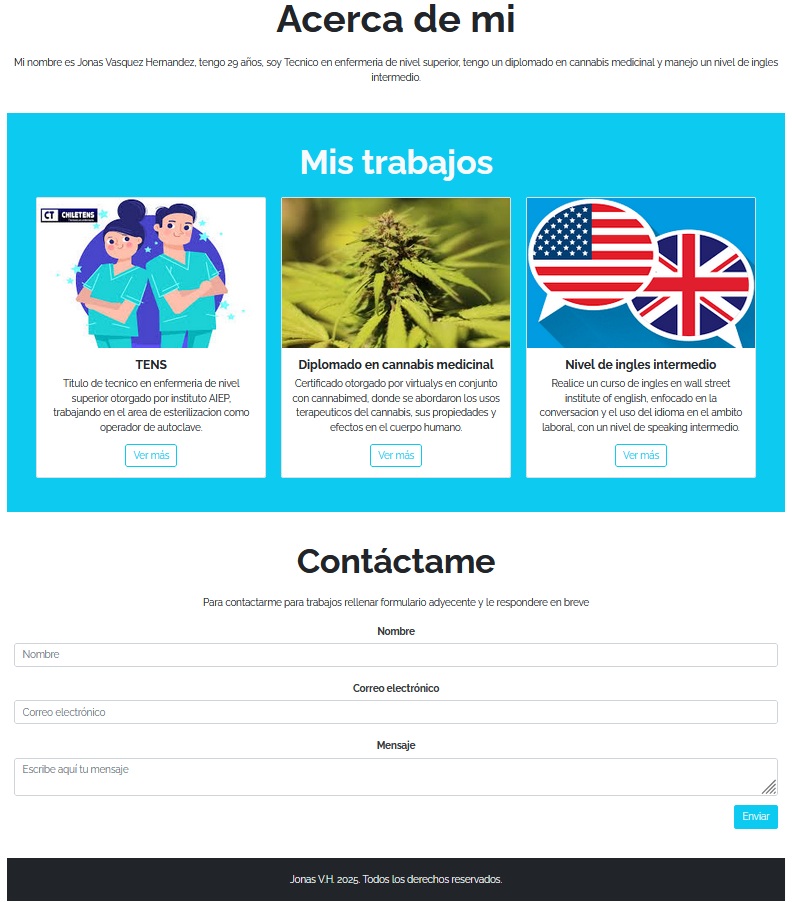 Acerca de mi
Mi nombre es Jonas Vasquez Hernandez, tengo 29 años, soy Tecnico en enfermeria de nivel superior, tengo un diplomado en cannabis medicinal y manejo un nivel de ingles
intermedio.
Mis trabajos
CT CHILETENS
TENS
Titulo de tecnico en enfermeria de nivel
superior otorgado por instituto AIEP,
trabajando en el area de esterilizacion como
operador de autoclave.
Ver más
Diplomado en cannabis medicinal
Certificado otorgado por virtualys en conjunto
con cannabimed, donde se abordaron los usos
terapeuticos del cannabis, sus propiedades y
efectos en el cuerpo humano.
Ver más
Nivel de ingles intermedio
Realice un curso de ingles en wall street
institute of english, enfocado en la
conversacion y el uso del idioma en el ambito
laboral, con un nivel de speaking intermedio.
Ver más
Contáctame
Para contactarme para trabajos rellenar formulario adyecente y le respondere en breve
Nombre
Nombre
Correo electrónico
Correo electrónico
Mensaje
Escribe aquí tu mensaje
Enviar
Jonas V.H. 2025. Todos los derechos reservados.